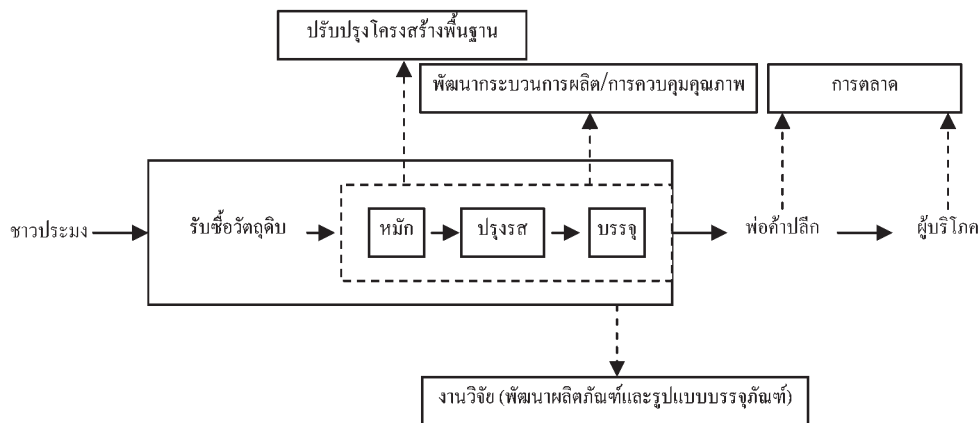 ปรับปรุงโครงสร้างพื้นฐาน
พัฒนากระบวนการผลิต/การควบคุมคุณภาพ
การตลาด
ชาวประมง
รับซื้อวัตถุดิบ
หมัก
ปรุงรส
บรรจุ
พ่อค้าปลีก
ผู้บริโภค
งานวิจัย (พัฒนาผลิตภัณฑ์และรูปแบบบรรจุภัณฑ์)